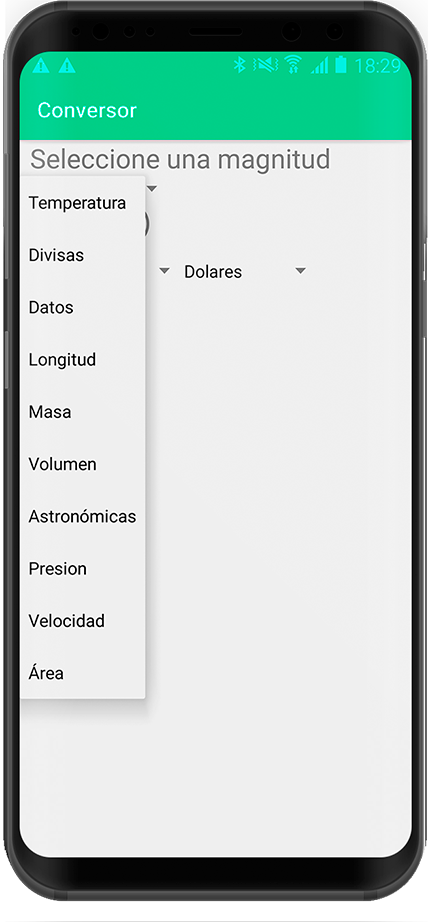 18:29
Conversor
Seleccione una magnitud
Temperatura
Divisas
Dolares
Datos
Longitud
Masa
Volumen
Astronómicas
Presion
Velocidad
Área